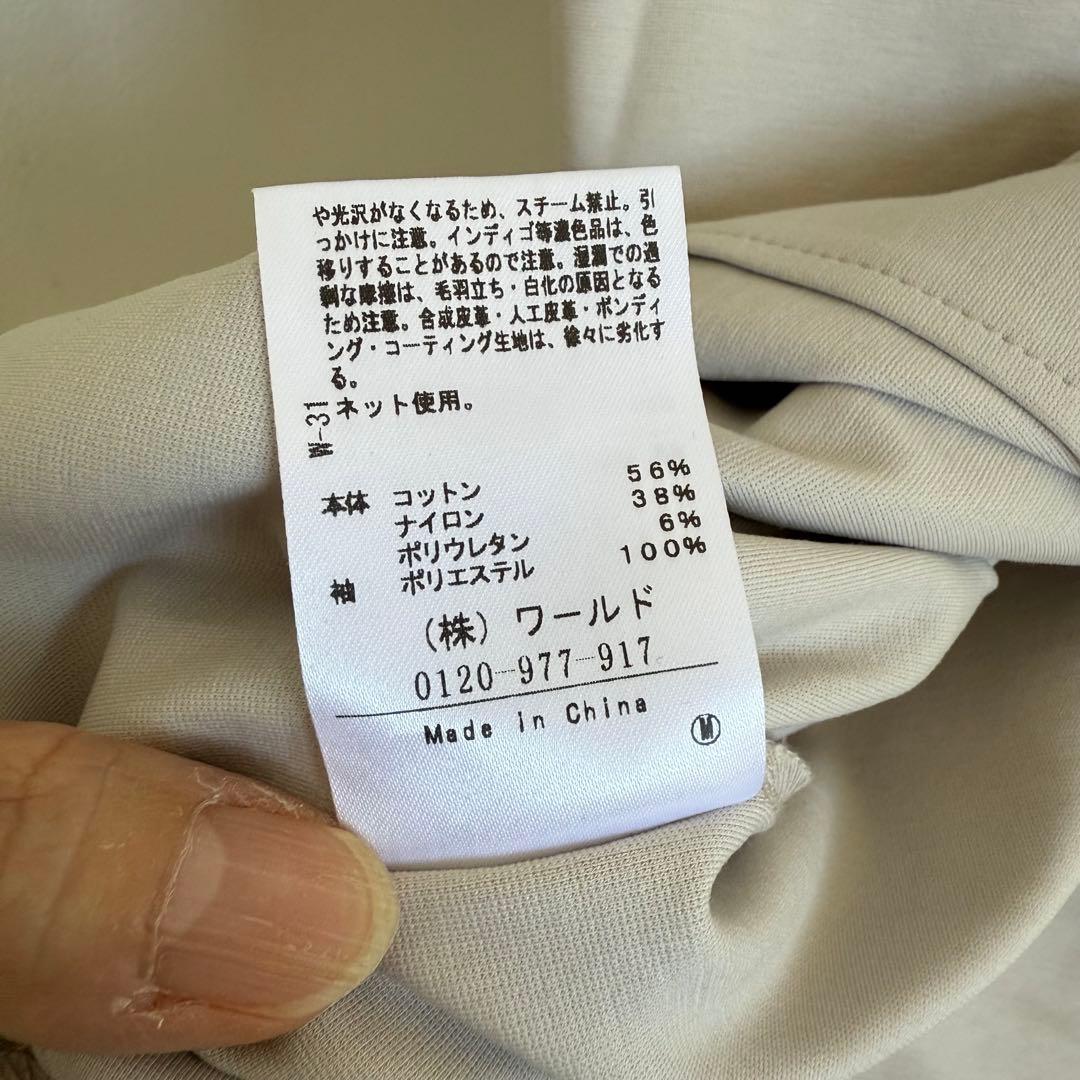 や光沢がなくなるため、スチーム禁止。引
っかけに注意。インディゴ等濃色品は、色
移りすることがあるので注意。湿潤での過
剰な摩擦は、毛羽立ち・白化の原因となる
ため注意。合成皮革・人工皮革・ボンディ
ング・コーティング生地は、徐々に劣化す
る。
W-31
ネット使用。
本体 コットン 56%
ナイロン 38%
ポリウレタン 6%
袖 ポリエステル 100%
(株)ワールド
0120-977-917
Made in China
M